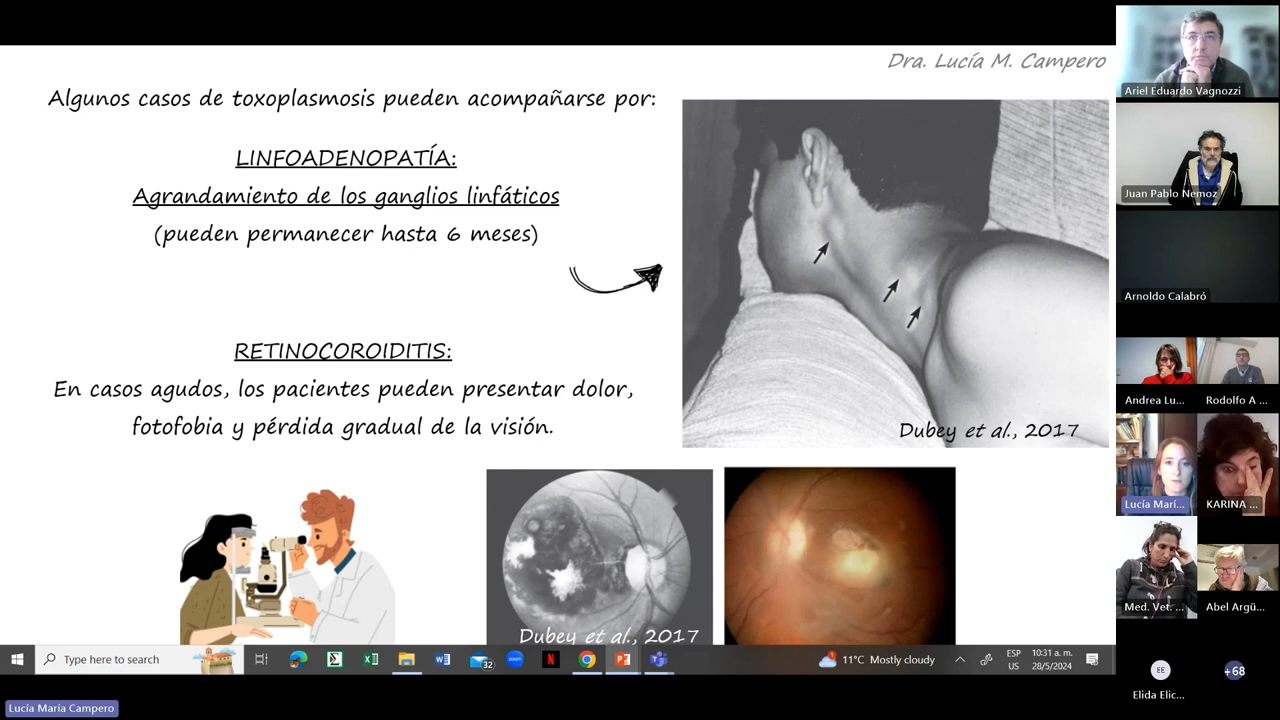 Dra. Lucía M. Campero
Algunos casos de toxoplasmosis pueden acompañarse por:
LINFOADENOPATÍA:
Agrandamiento de los ganglios linfáticos
(pueden permanecer hasta 6 meses)
RETINOCOROIDITIS:
En casos agudos, los pacientes pueden presentar dolor,
fotofobia y pérdida gradual de la visión.
Dubey et al., 2017
Dubey et al., 2017
Ariel Eduardo Vagnozzi
Juan Pablo Nemoz
Arnoldo Calabró
Andrea Lu...
Rodolfo A ...
Lucía Marí...
KARINA ...
Med. Vet. ...
Abel Argü...
EE
+68
Elida Elic...
Type here to search
32
zoom
N
11°C Mostly cloudy
ESP
US
10:31 a. m.
28/5/2024
Lucía María Campero